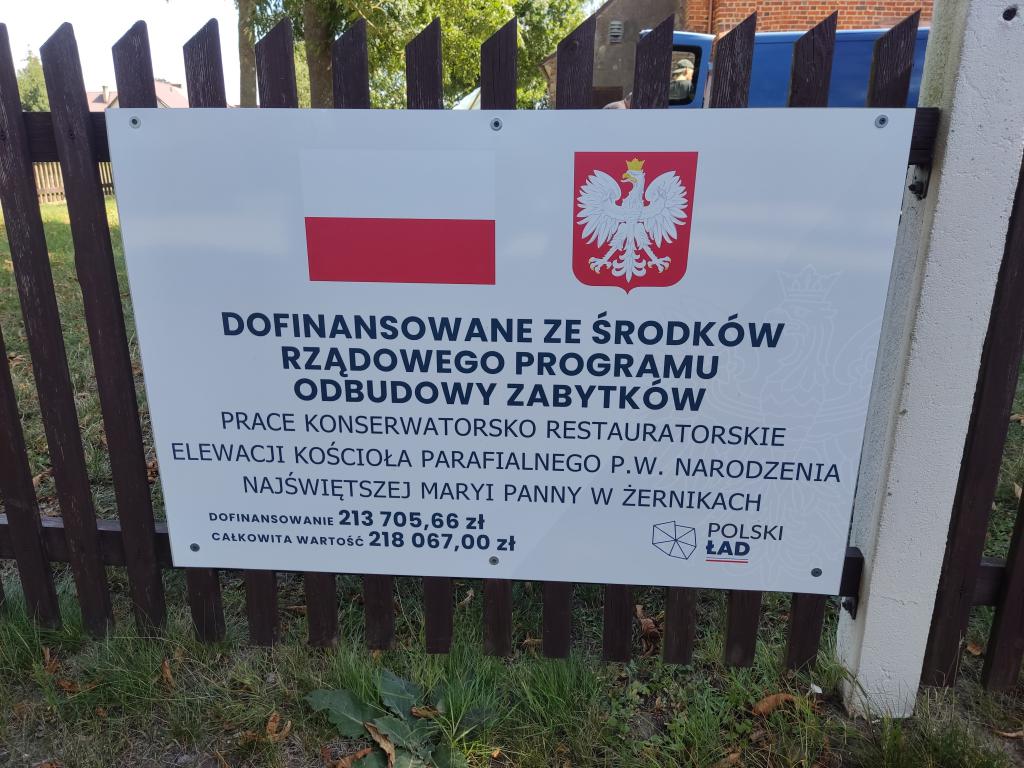 DOFINANSOWANE ZE ŚRODKÓW
RZĄDOWEGO PROGRAMU
ODBUDOWY ZABYTKÓW
PRACE KONSERWATORSKO RESTAURATORSKIE
ELEWACJI KOŚCIOŁA PARAFIALNEGO P.W. NARODZENIA
NAJŚWIĘTSZEJ MARYI PANNY W ŻERNIKACH
DOFINANSOWANIE 213 705,66 zł
CAŁKOWITA WARTOŚĆ 218 067,00 zł
POLSKI
ŁAD